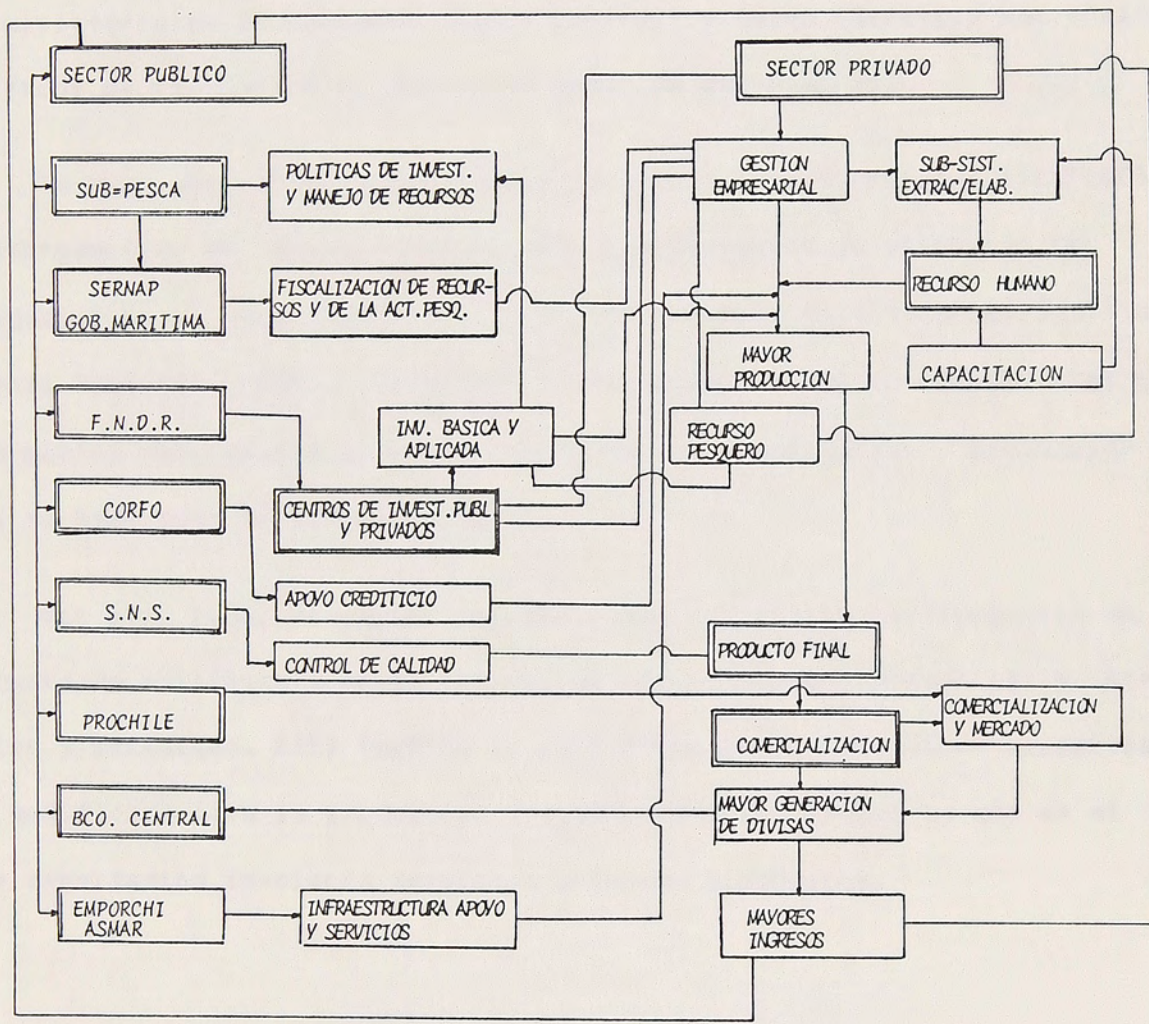 SECTOR PUBLICO
SECTOR PRIVADO
SUB=PESCA
POLITICAS DE INVEST.
Y MANEJO DE RECURSOS
GESTION
EMPRESARIAL
SUB-SIST.
EXTRAC/ELAB.
SERNAP
GOB.MARITIMA
FISCALIZACION DE RECUR-
SOS Y DE LA ACT.PESQ.
RECURSO HUMANO
MAYOR
PRODUCCION
CAPACITACION
F.N.D.R.
INV. BASICA Y
APLICADA
RECURSO
PESQUERO
CENTROS DE INVEST.PUBL
Y PRIVADOS
CORFO
APOYO CREDITICIO
S.N.S.
CONTROL DE CALIDAD
PRODUCTO FINAL
PROCHILE
COMERCIALIZACION
COMERCIALIZACION
Y MERCADO
BCO. CENTRAL
MAYOR GENERACION
DE DIVISAS
EMPORCHI
ASMAR
INFRAESTRUCTURA APOYO
Y SERVICIOS
MAYORES
INGRESOS